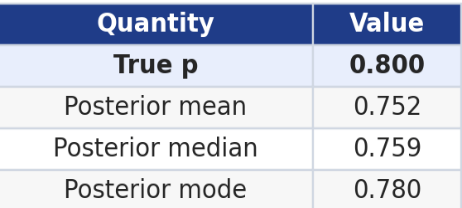 Quantity Value
True p 0.800
Posterior mean 0.752
Posterior median 0.759
Posterior mode 0.780